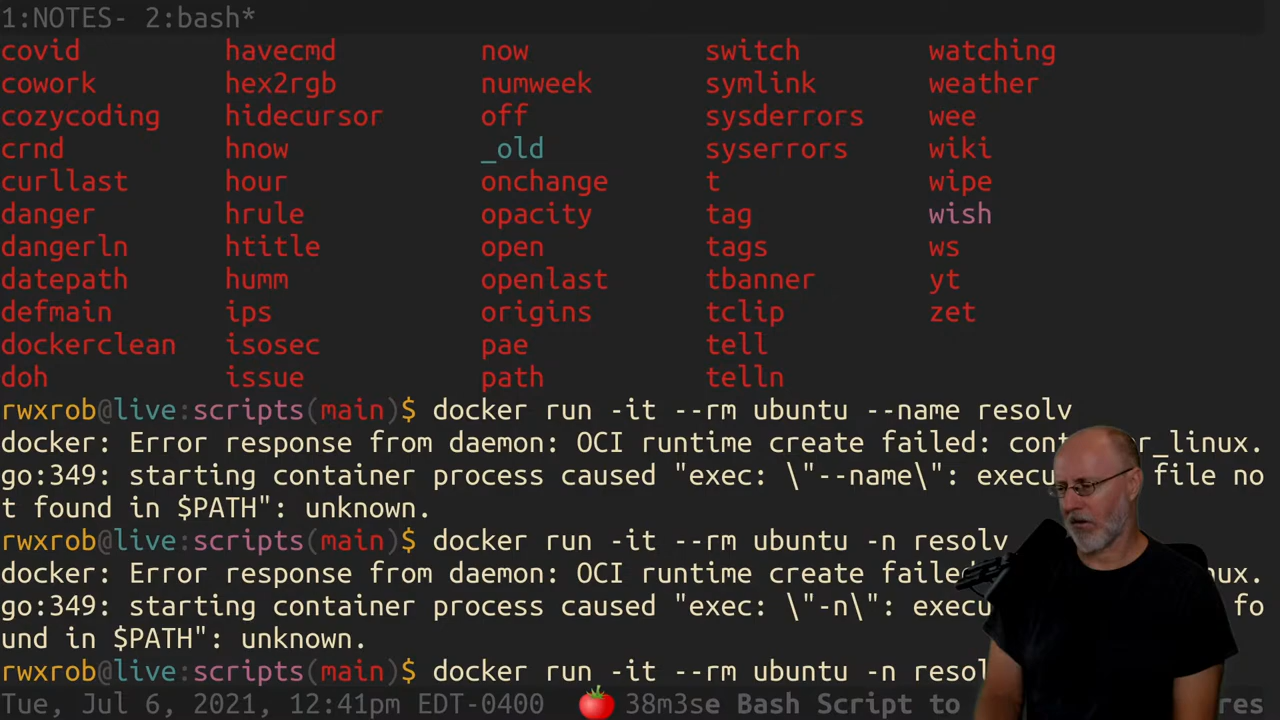 1:NOTES- 2:bash*
covid havecmd now switch watching
cowork hex2rgb numweek symlink weather
cozycoding hidecursor off sysderrors wee
crnd hnow _old syserrors wiki
curllast hour onchange t wipe
danger hrule opacity tag wish
dangerln htitle open tags ws
datepath humm openlast tbanner yt
defmain ips origins tclip zet
dockerclean isosec pae tell
doh issue path telln
rwxrob@live:scripts(main)$ docker run -it --rm ubuntu --name resolv
docker: Error response from daemon: OCI runtime create failed: _linux.
go:349: starting container process caused "exec: \"--name\": file no
t found in $PATH": unknown.
rwxrob@live:scripts(main)$ docker run -it --rm ubuntu -n resolv
docker: Error response from daemon: OCI runtime create
go:349: starting container process caused "exec: \"-n\": fo
und in $PATH": unknown.
rwxrob@live:scripts(main)$ docker run -it --rm ubuntu -n
Tue, Jul 6, 2021, 12:41pm EDT-0400 38m3se Bash Script to